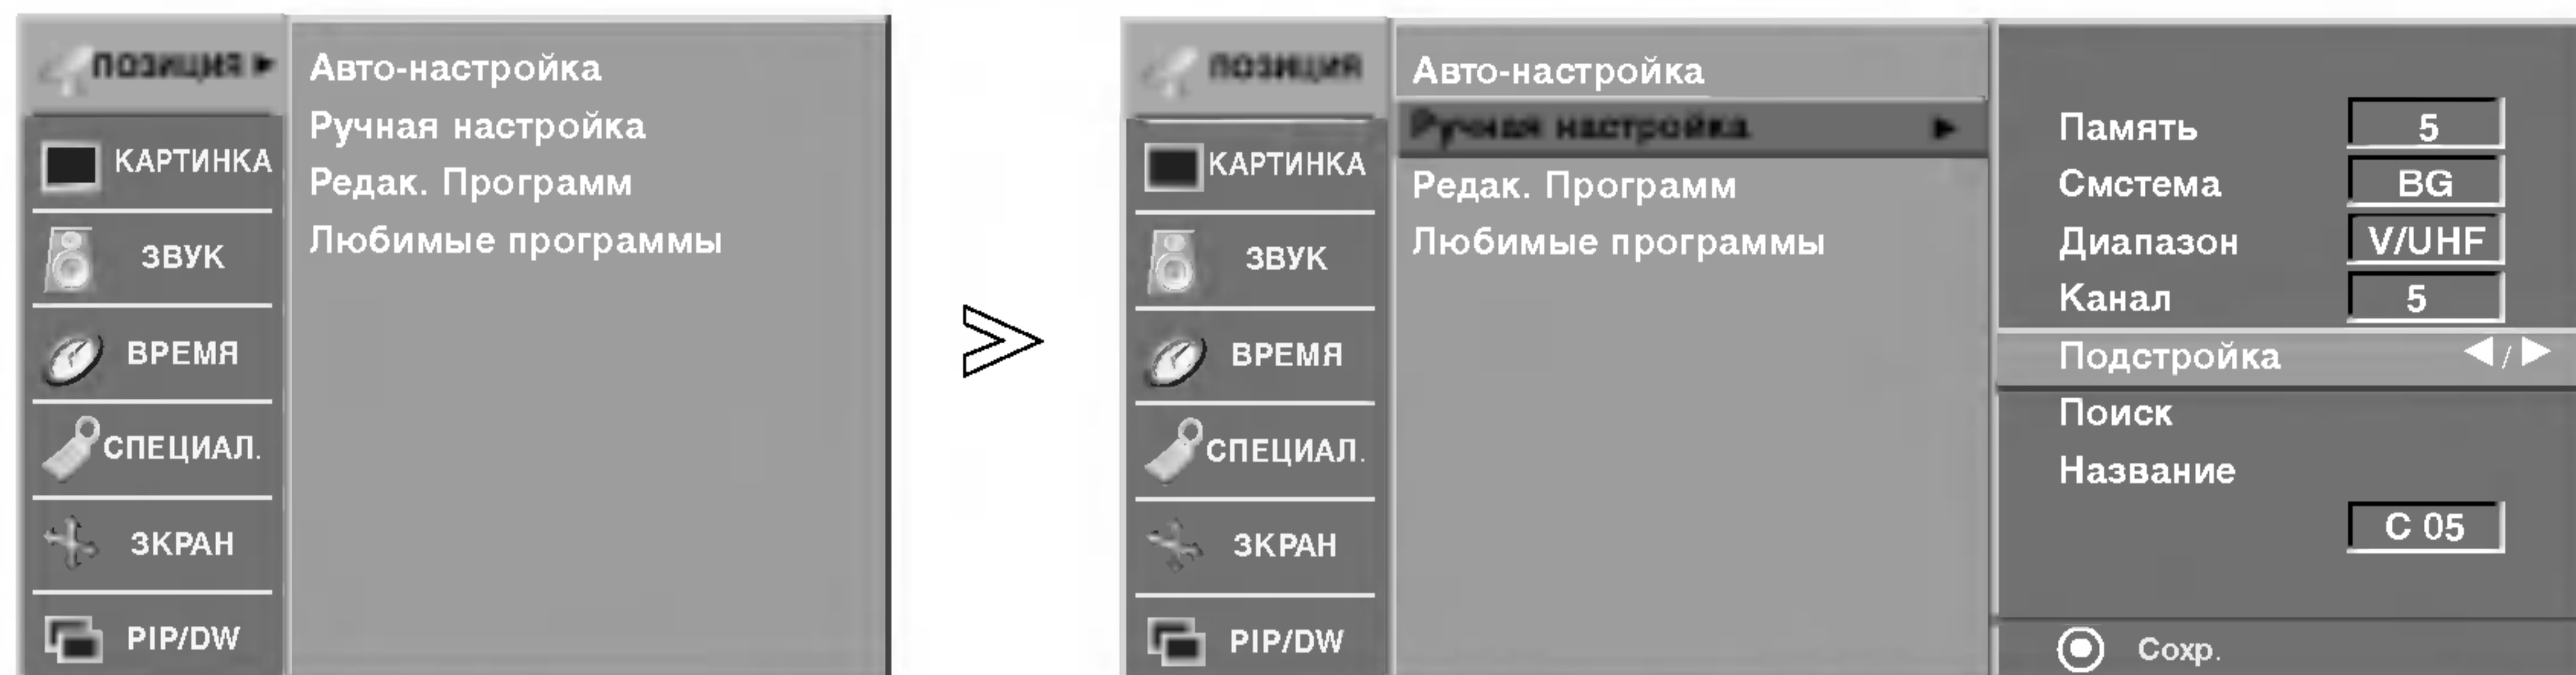 ПОЗИЦИЯ ►
КАРТИНКА
ЗВУК
ВРЕМЯ
СПЕЦИАЛ.
ЗКРАН
PIP/DW
Авто-настройка
Ручная настройка
Редак. Программ
Любимые программы
>
ПОЗИЦИЯ
КАРТИНКА
ЗВУК
ВРЕМЯ
СПЕЦИАЛ.
ЗКРАН
PIP/DW
Авто-настройка
Ручная настройка ►
Редак. Программ
Любимые программы
Память 5
Смстема BG
Диапазон V/UHF
Канал 5
Подстройка ◄/►
Поиск
Название
C 05
Сохр.